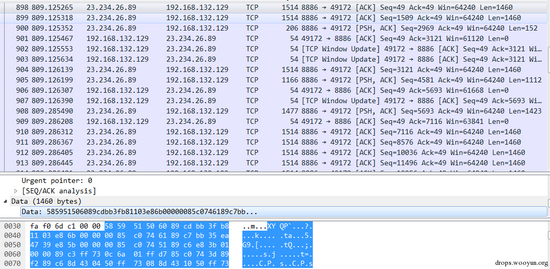 898 809.125265 23.234.26.89 192.168.132.129 TCP 1514 8886 → 49172 [ACK] Seq=49 Ack=49 Win=64240 Len=1460
899 809.125318 23.234.26.89 192.168.132.129 TCP 1514 8886 → 49172 [ACK] Seq=1509 Ack=49 Win=64240 Len=1460
900 809.125352 23.234.26.89 192.168.132.129 TCP 206 8886 → 49172 [PSH, ACK] Seq=2969 Ack=49 Win=64240 Len=152
901 809.125467 192.168.132.129 23.234.26.89 TCP 54 49172 → 8886 [ACK] Seq=49 Ack=3121 Win=61120 Len=0
902 809.125553 192.168.132.129 23.234.26.89 TCP 54 [TCP Window Update] 49172 → 8886 [ACK] Seq=49 Ack=3121 Wi…
903 809.125602 192.168.132.129 23.234.26.89 TCP 54 [TCP Window Update] 49172 → 8886 [ACK] Seq=49 Ack=3121 Wi…
904 809.126139 23.234.26.89 192.168.132.129 TCP 1514 8886 → 49172 [ACK] Seq=3121 Ack=49 Win=64240 Len=1460
905 809.126199 23.234.26.89 192.168.132.129 TCP 1166 8886 → 49172 [PSH, ACK] Seq=4581 Ack=49 Win=64240 Len=1112
906 809.126307 192.168.132.129 23.234.26.89 TCP 54 49172 → 8886 [ACK] Seq=49 Ack=5693 Win=61668 Len=0
907 809.126390 192.168.132.129 23.234.26.89 TCP 54 [TCP Window Update] 49172 → 8886 [ACK] Seq=49 Ack=5693 Wi…
908 809.285490 23.234.26.89 192.168.132.129 TCP 1477 8886 → 49172 [PSH, ACK] Seq=5693 Ack=49 Win=64240 Len=1423
909 809.286208 192.168.132.129 23.234.26.89 TCP 54 49172 → 8886 [ACK] Seq=49 Ack=7116 Win=63841 Len=0
910 809.286312 23.234.26.89 192.168.132.129 TCP 1514 8886 → 49172 [ACK] Seq=7116 Ack=49 Win=64240 Len=1460
911 809.286367 23.234.26.89 192.168.132.129 TCP 1514 8886 → 49172 [ACK] Seq=8576 Ack=49 Win=64240 Len=1460
912 809.286405 23.234.26.89 192.168.132.129 TCP 1514 8886 → 49172 [ACK] Seq=10036 Ack=49 Win=64240 Len=1460
913 809.286445 23.234.26.89 192.168.132.129 TCP 1514 8886 → 49172 [ACK] Seq=11496 Ack=49 Win=64240 Len=1460
Urgent pointer: 0
[SEQ/ACK analysis]
Data (1460 bytes)
Data: 585951506089cdbb3fb81103e86b00000085c0746189c7bb...
0030 fa f0 6d c1 00 00 58 59 51 50 60 89 cd bb 3f b8 ..m...XY QP`...?.
0040 11 03 e8 6b 00 00 00 85 c0 74 61 89 c7 bb 35 ea ...k.... .ta...5.
0050 47 39 e8 5b 00 00 00 85 c0 74 51 89 c6 e8 3b 01 G9.[.... .tQ...;.
0060 00 00 89 c3 ff 73 0c 6a 01 ff d7 85 c0 74 3d 89 .....s.j .....t=.
0070 f2 89 c6 8d 43 04 50 ff 73 08 8d 43 10 50 ff 73 ....C.P. s..C.P.s
drops.wooyun.org